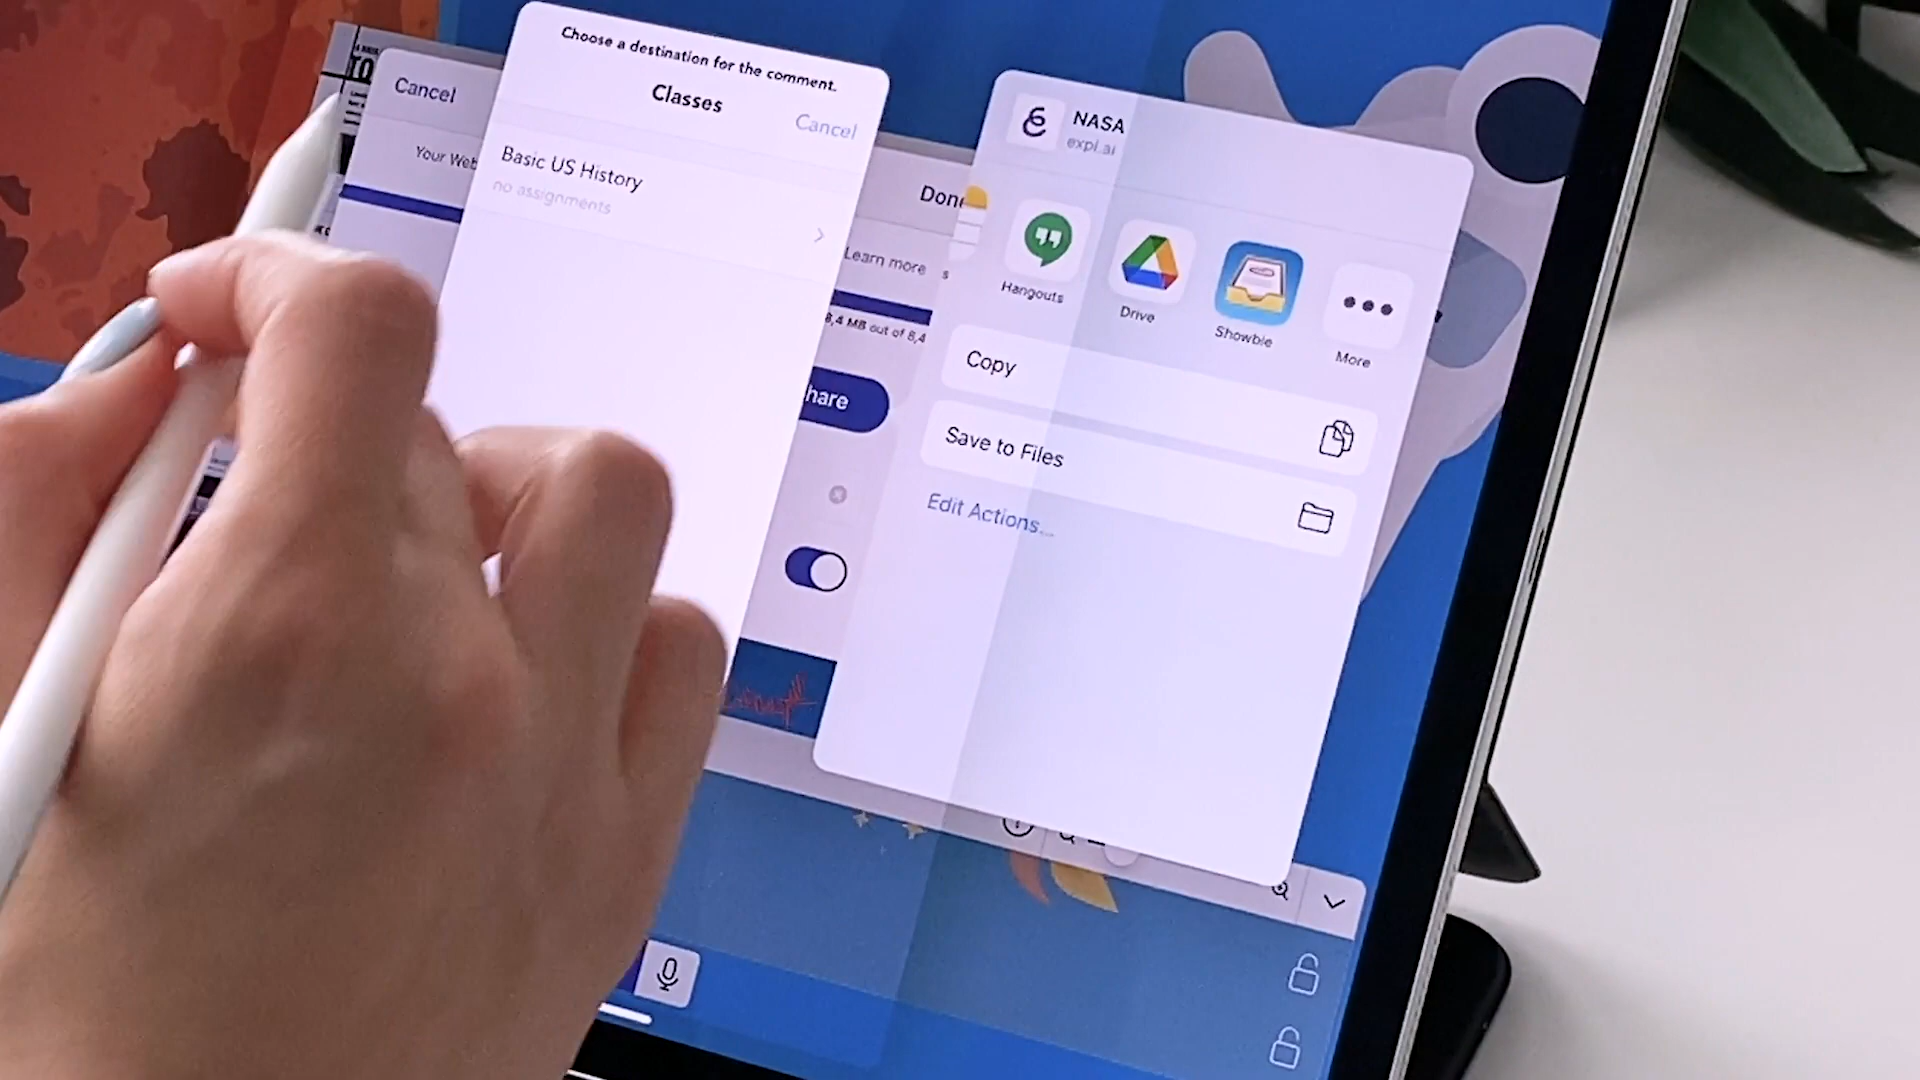 Choose a destination for the comment.
Classes
Cancel
Basic US History
no assignments
Cancel
Your Web
TO
Done
Learn more
8,4 MB out of 8,4
hare
NASA
expl.ai
Hangouts
Drive
Showbie
More
Copy
Save to Files
Edit Actions...